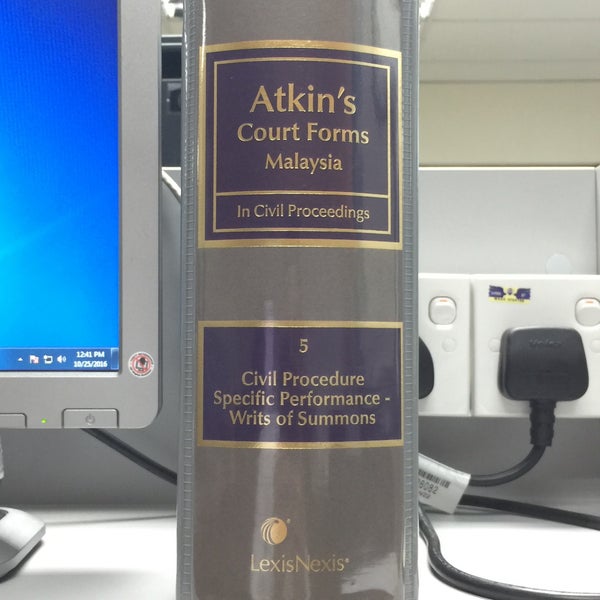 Atkin's
Court Forms
Malaysia
In Civil Proceedings
5
Civil Procedure
Specific Performance -
Writs of Summons
LexisNexis®
12:41 PM
10/25/2016